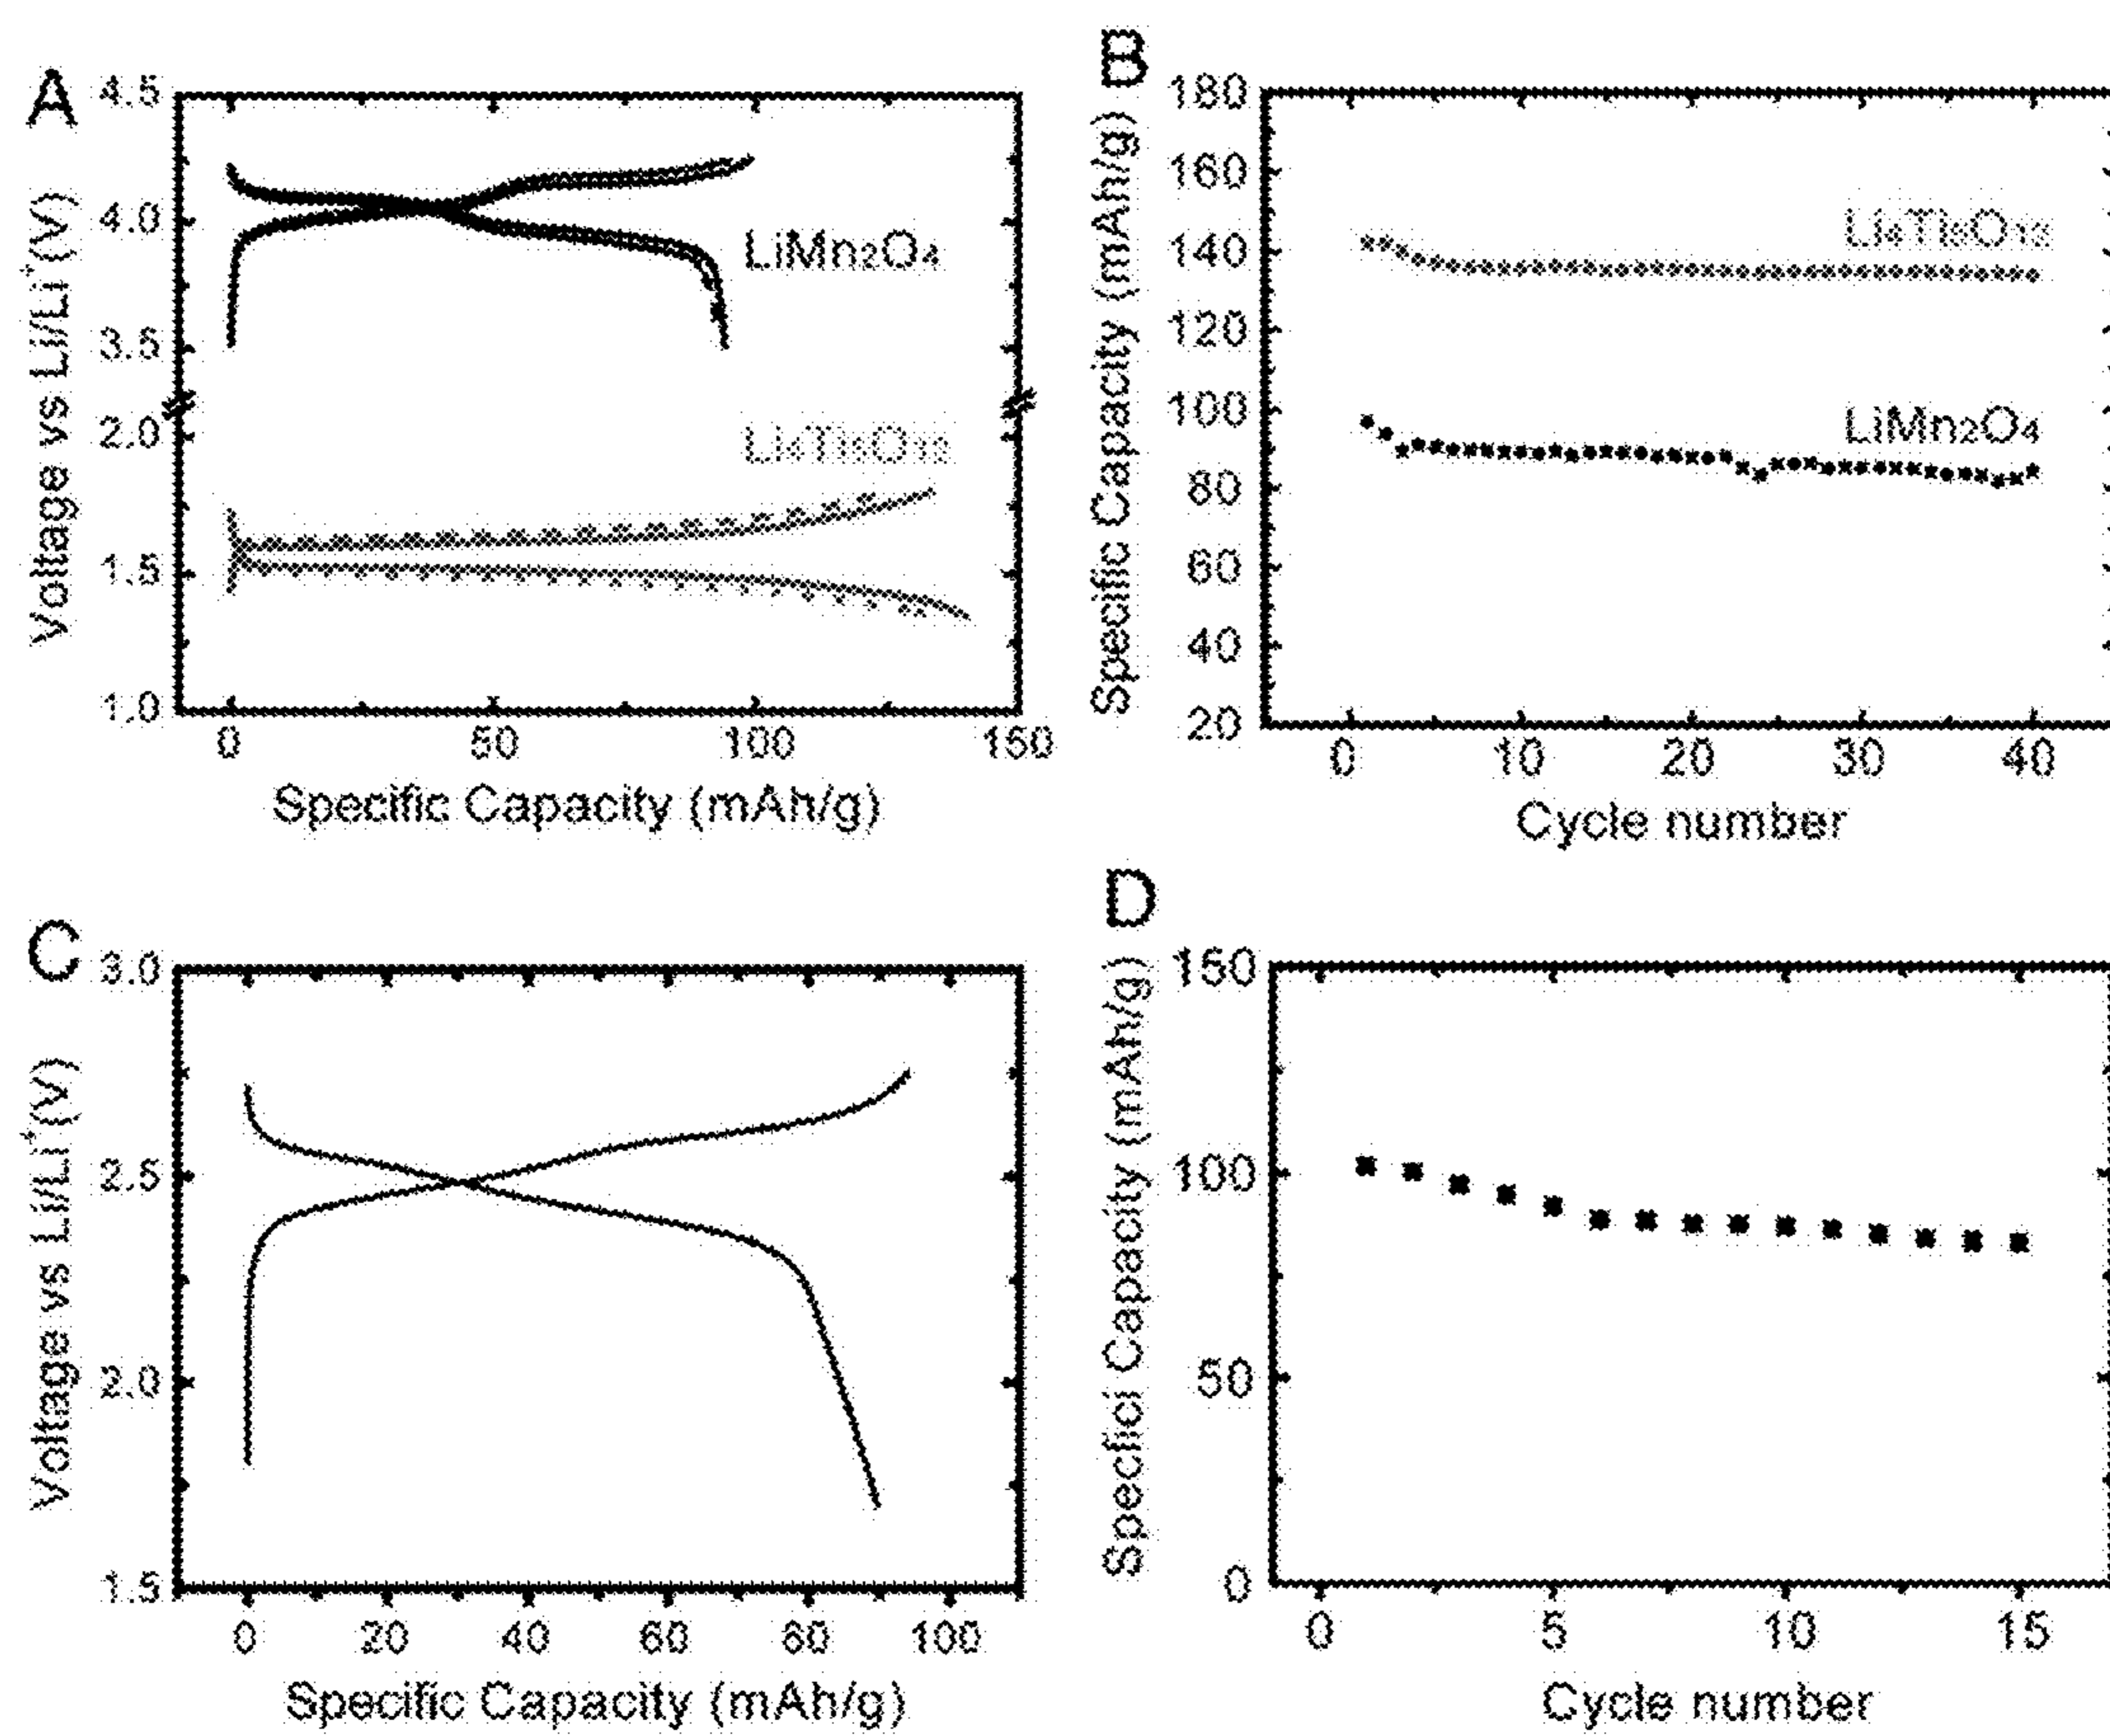 A
4.5
4.0
3.5
2.0
1.5
1.0
Voltage vs Li/Li⁺(V)
LiMn₂O₄
Li₄Ti₅O₁₂
0 50 100 150
Specific Capacity (mAh/g)
B
180
160
140
120
100
80
60
40
20
Specific Capacity (mAh/g)
Li₄Ti₅O₁₂
LiMn₂O₄
0 10 20 30 40
Cycle number
C
3.0
2.5
2.0
1.5
Voltage vs Li/Li⁺(V)
0 20 40 60 80 100
Specific Capacity (mAh/g)
D
150
100
50
0
Specfici Capacity (mAh/g)
0 5 10 15
Cycle number